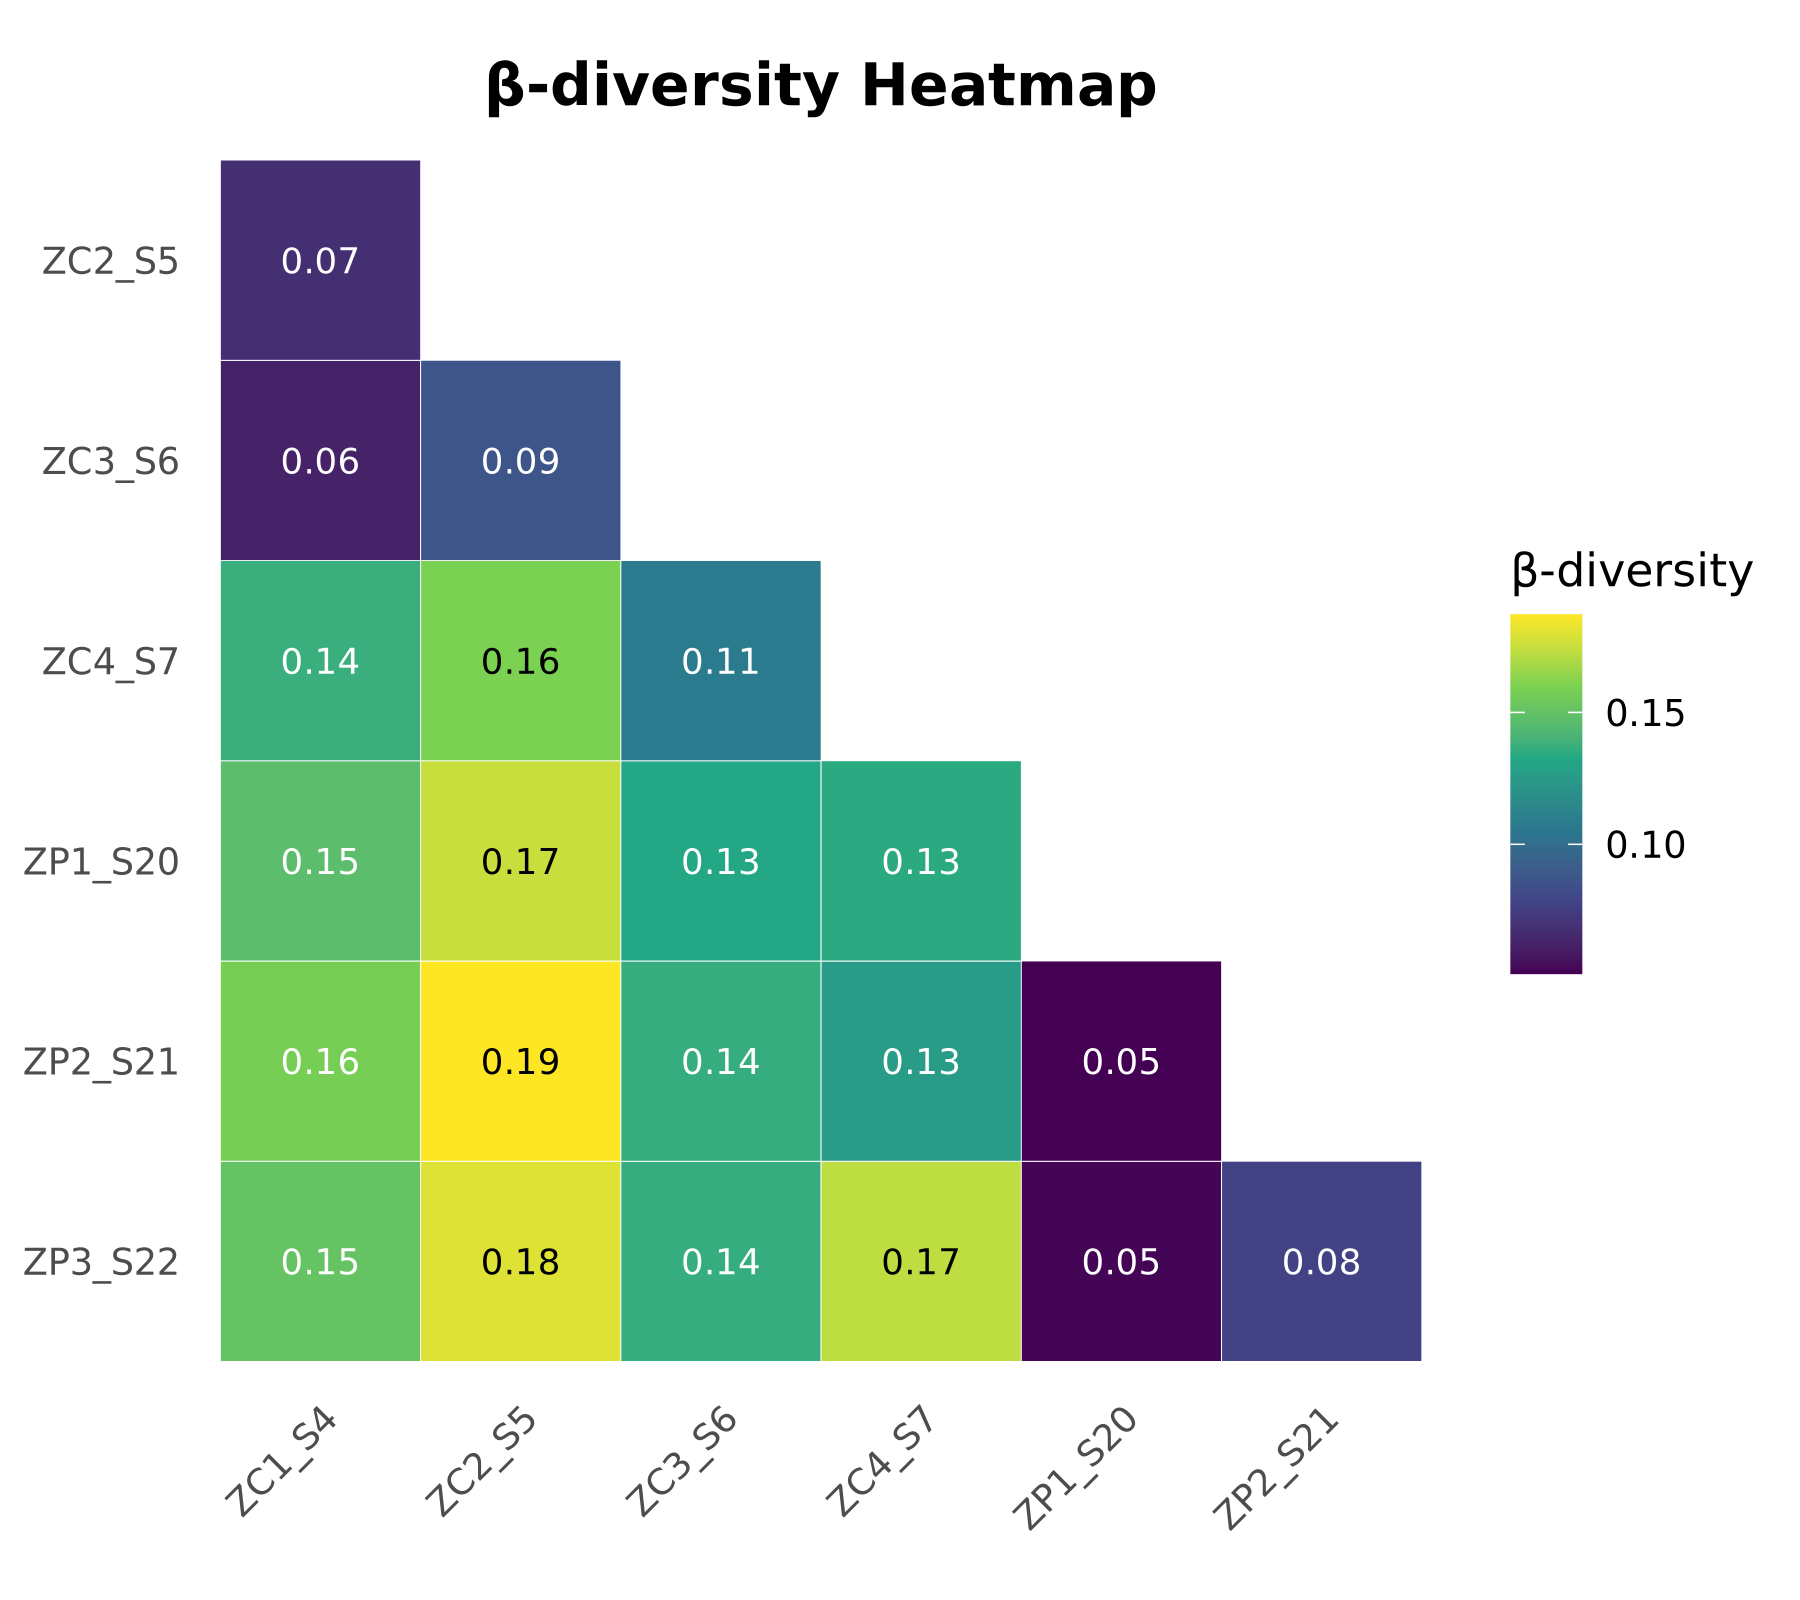 β-diversity Heatmap
ZC2_S5 0.07
ZC3_S6 0.06 0.09
ZC4_S7 0.14 0.16 0.11
ZP1_S20 0.15 0.17 0.13 0.13
ZP2_S21 0.16 0.19 0.14 0.13 0.05
ZP3_S22 0.15 0.18 0.14 0.17 0.05 0.08
ZC1_S4 ZC2_S5 ZC3_S6 ZC4_S7 ZP1_S20 ZP2_S21
β-diversity
0.15
0.10